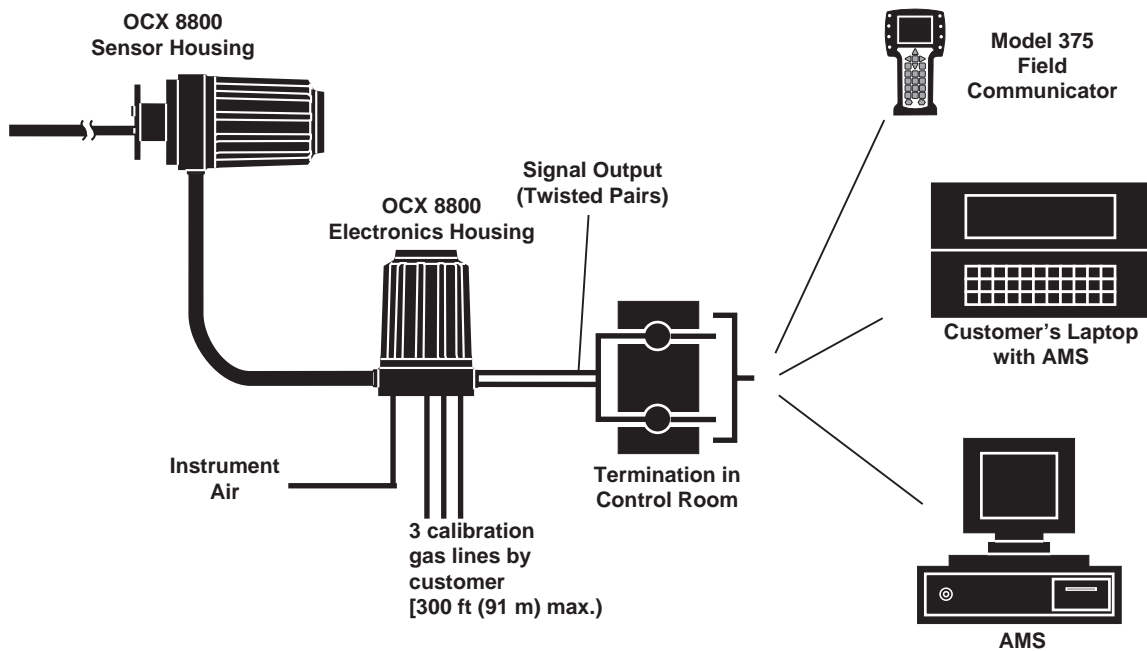 OCX 8800
Sensor Housing
Model 375
Field
Communicator
Signal Output
(Twisted Pairs)
OCX 8800
Electronics Housing
Customer’s Laptop
with AMS
Instrument
Air
Termination in
Control Room
3 calibration
gas lines by
customer
[300 ft (91 m) max.)
AMS